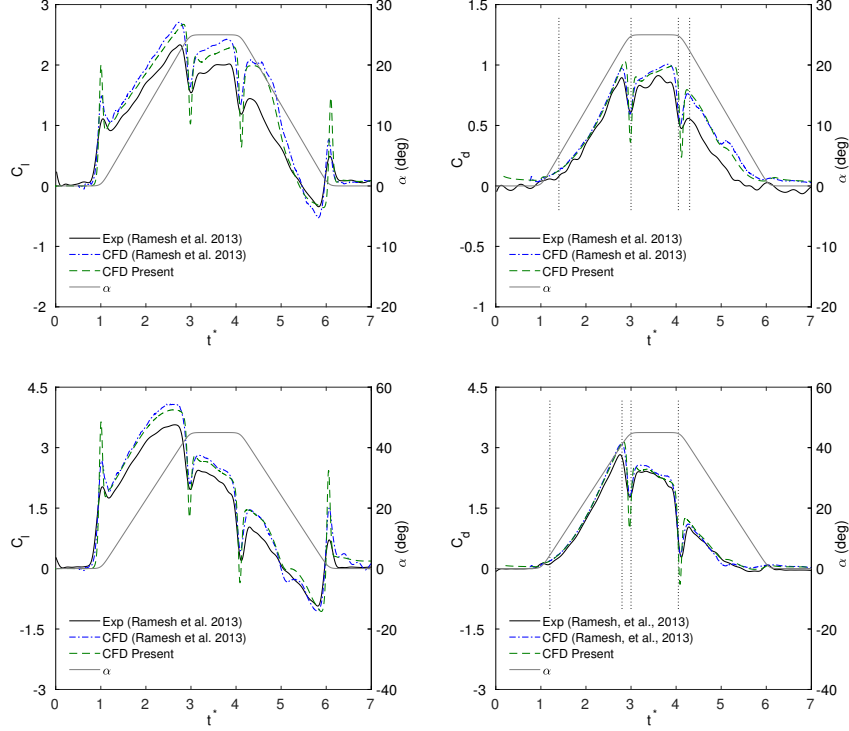 3
2
1
0
-1
-2
30
20
10
0
-10
-20
C_l
α (deg)
Exp (Ramesh et al. 2013)
CFD (Ramesh et al. 2013)
CFD Present
α
0 1 2 3 4 5 6 7
t*
1.5
1
0.5
0
-0.5
-1
30
20
10
0
-10
-20
C_d
α (deg)
Exp (Ramesh et al. 2013)
CFD (Ramesh et al. 2013)
CFD Present
α
0 1 2 3 4 5 6 7
t*
4.5
3
1.5
0
-1.5
-3
60
40
20
0
-20
-40
C_l
α (deg)
Exp (Ramesh et al. 2013)
CFD (Ramesh et al. 2013)
CFD Present
α
0 1 2 3 4 5 6 7
t*
4.5
3
1.5
0
-1.5
-3
60
40
20
0
-20
-40
C_d
α (deg)
Exp (Ramesh, et al., 2013)
CFD (Ramesh, et al., 2013)
CFD Present
α
0 1 2 3 4 5 6 7
t*